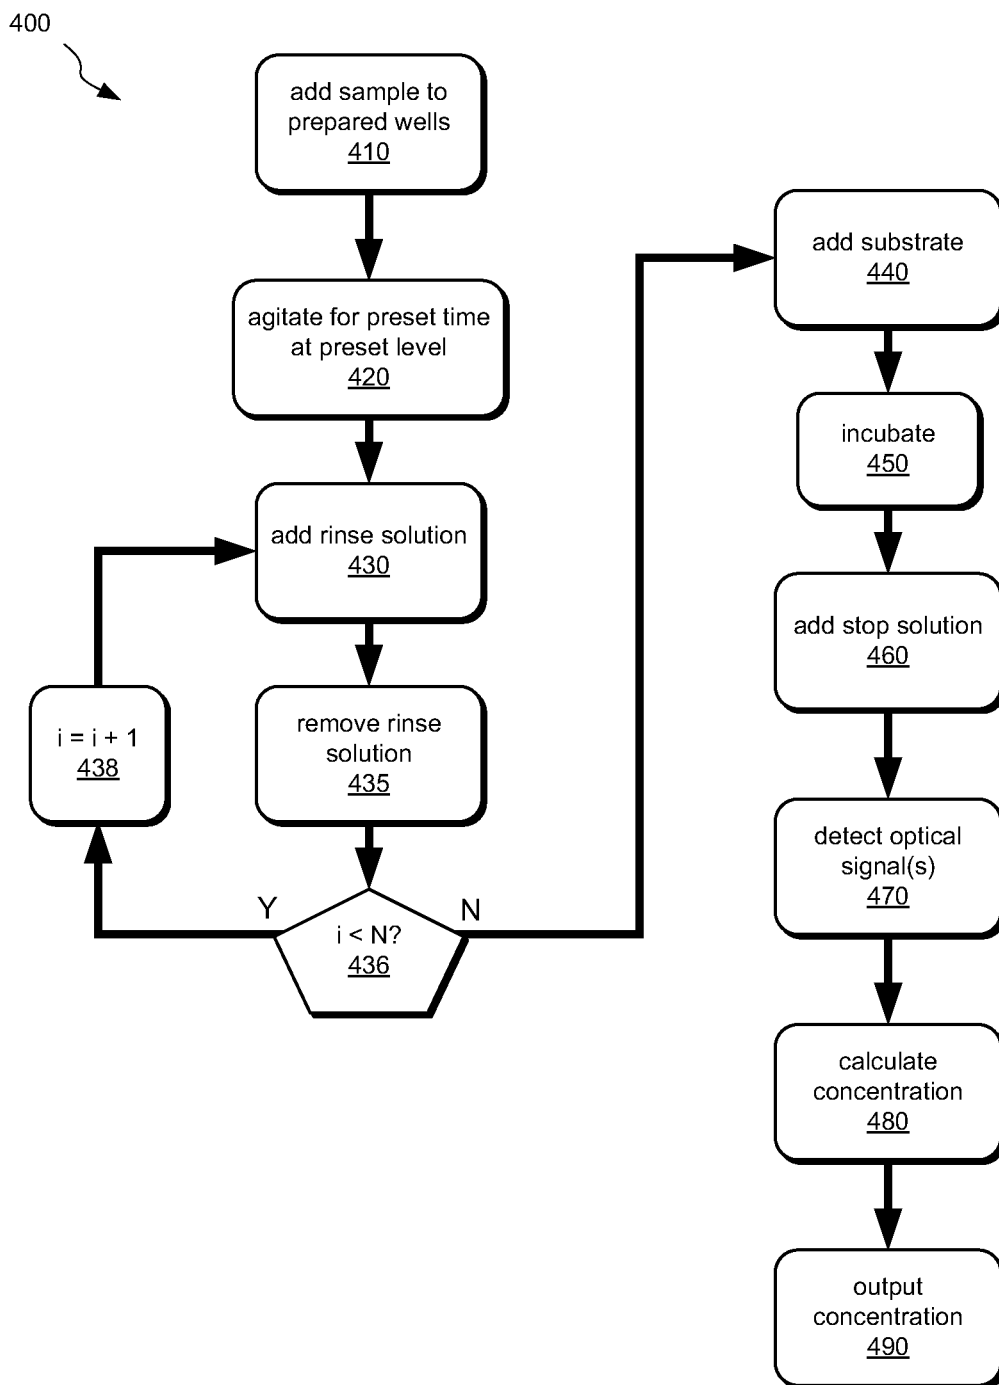 400
add sample to
prepared wells
410
agitate for preset time
at preset level
420
add rinse solution
430
remove rinse
solution
435
i = i + 1
438
Y
N
i < N?
436
add substrate
440
incubate
450
add stop solution
460
detect optical
signal(s)
470
calculate
concentration
480
output
concentration
490